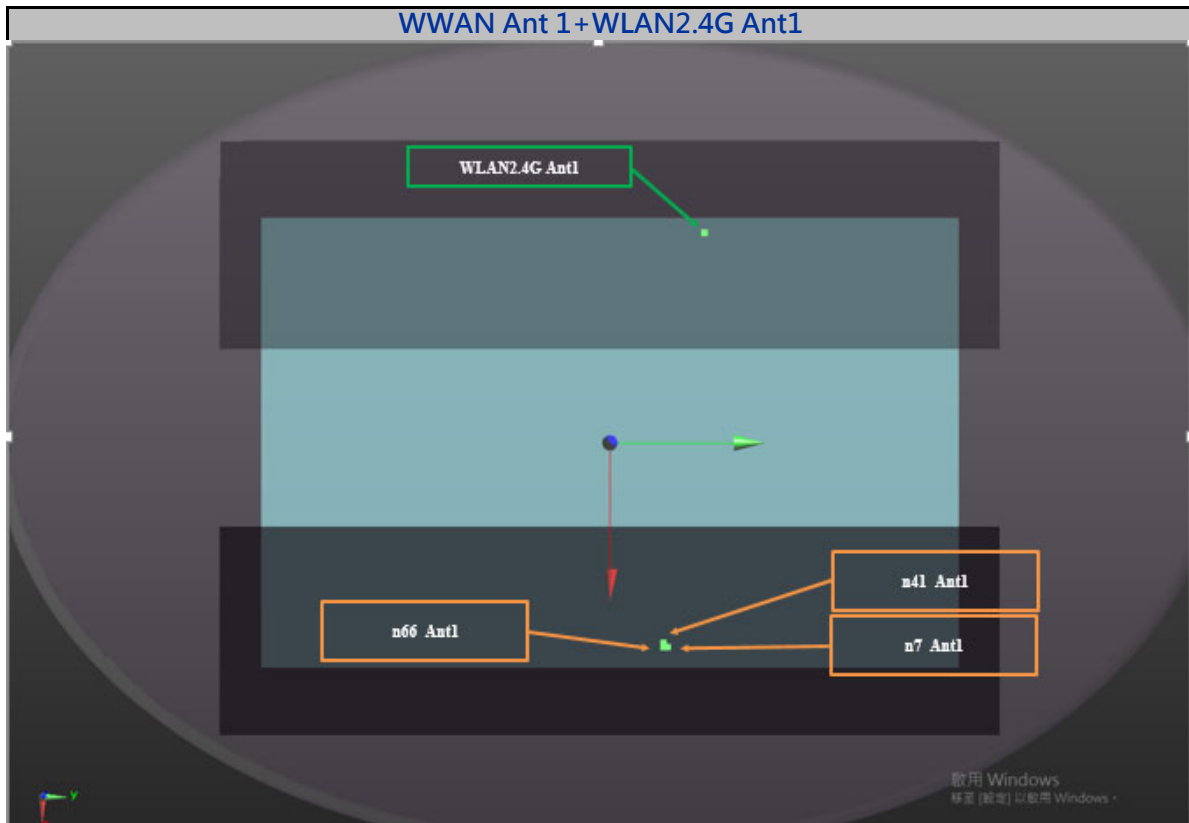 WWAN Ant 1+WLAN2.4G Ant1
WLAN2.4G Ant1
n41 Ant1
n66 Ant1
n7 Ant1
啟用 Windows
移至 [設定] 以啟用 Windows。
Y